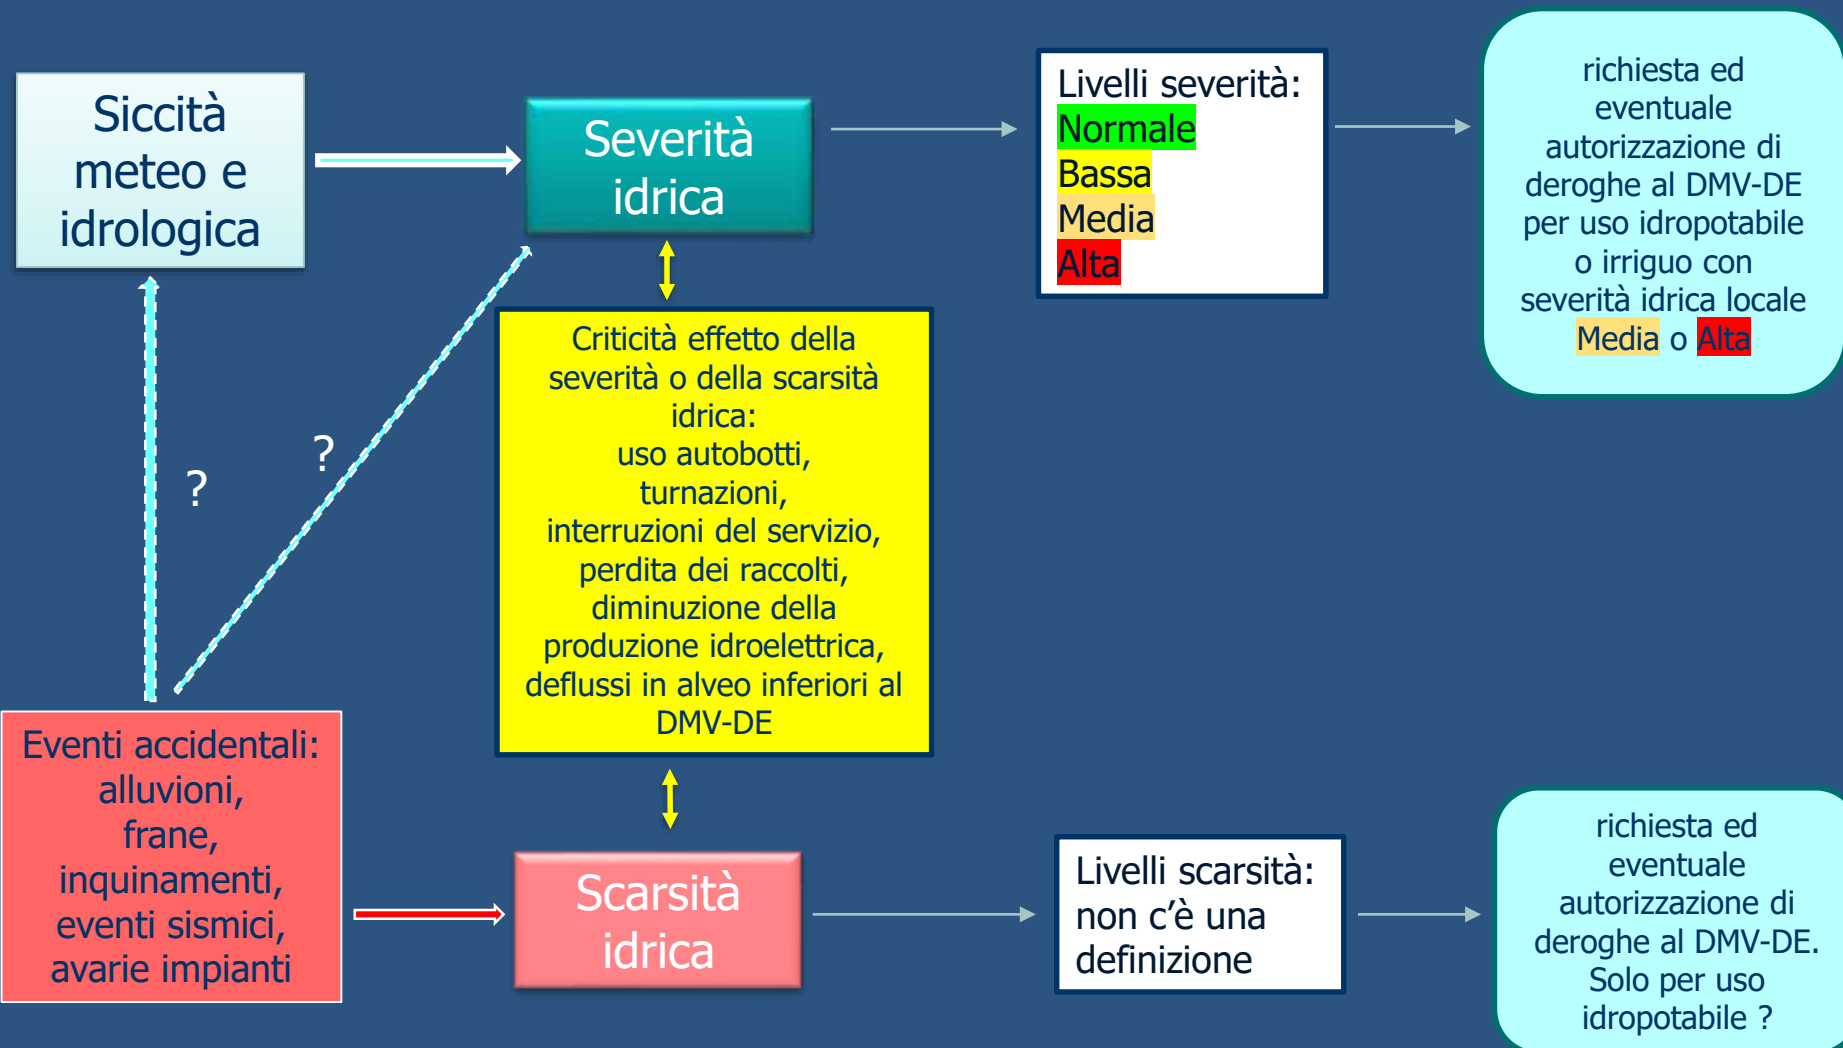 Siccità
meteo e
idrologica
Severità
idrica
Livelli severità:
Normale
Bassa
Media
Alta
richiesta ed
eventuale
autorizzazione di
deroghe al DMV-DE
per uso idropotabile
o irriguo con
severità idrica locale
Media o Alta
?
?
Criticità effetto della
severità o della scarsità
idrica:
uso autobotti,
turnazioni,
interruzioni del servizio,
perdita dei raccolti,
diminuzione della
produzione idroelettrica,
deflussi in alveo inferiori al
DMV-DE
Eventi accidentali:
alluvioni,
frane,
inquinamenti,
eventi sismici,
avarie impianti
Scarsità
idrica
Livelli scarsità:
non c’è una
definizione
richiesta ed
eventuale
autorizzazione di
deroghe al DMV-DE.
Solo per uso
idropotabile ?